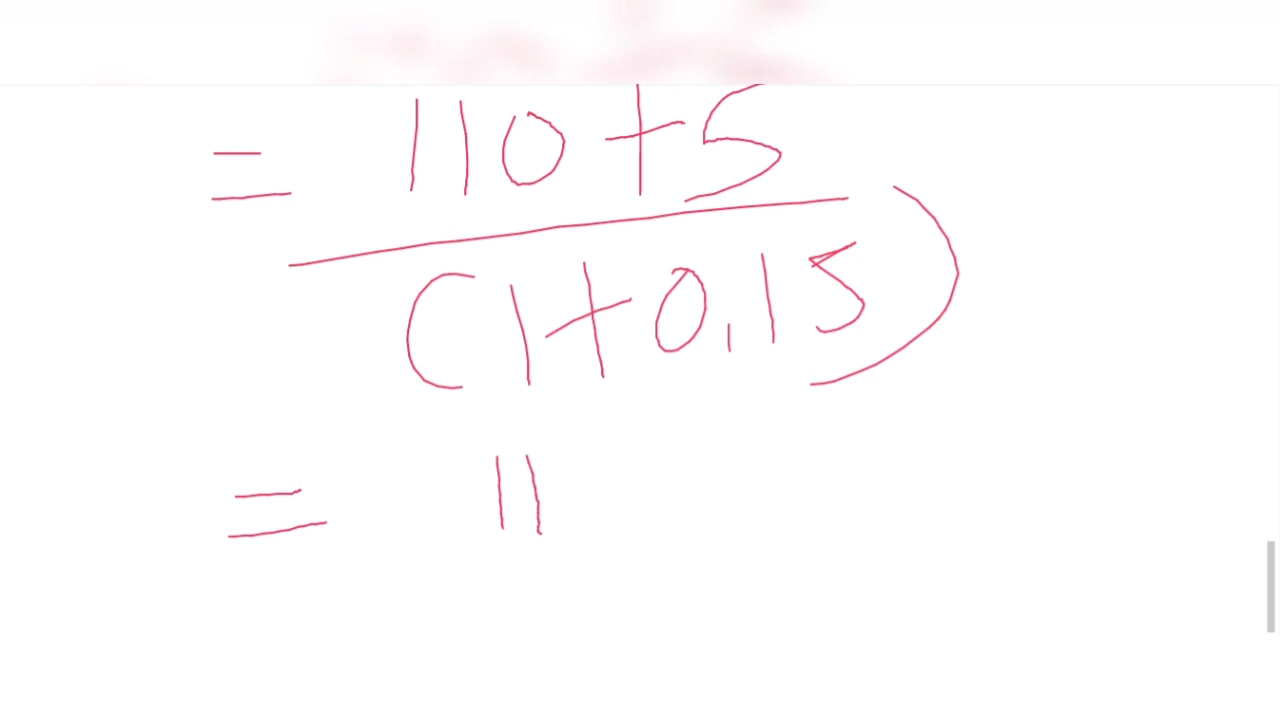 = 110+5
(1+0.15)
= 11